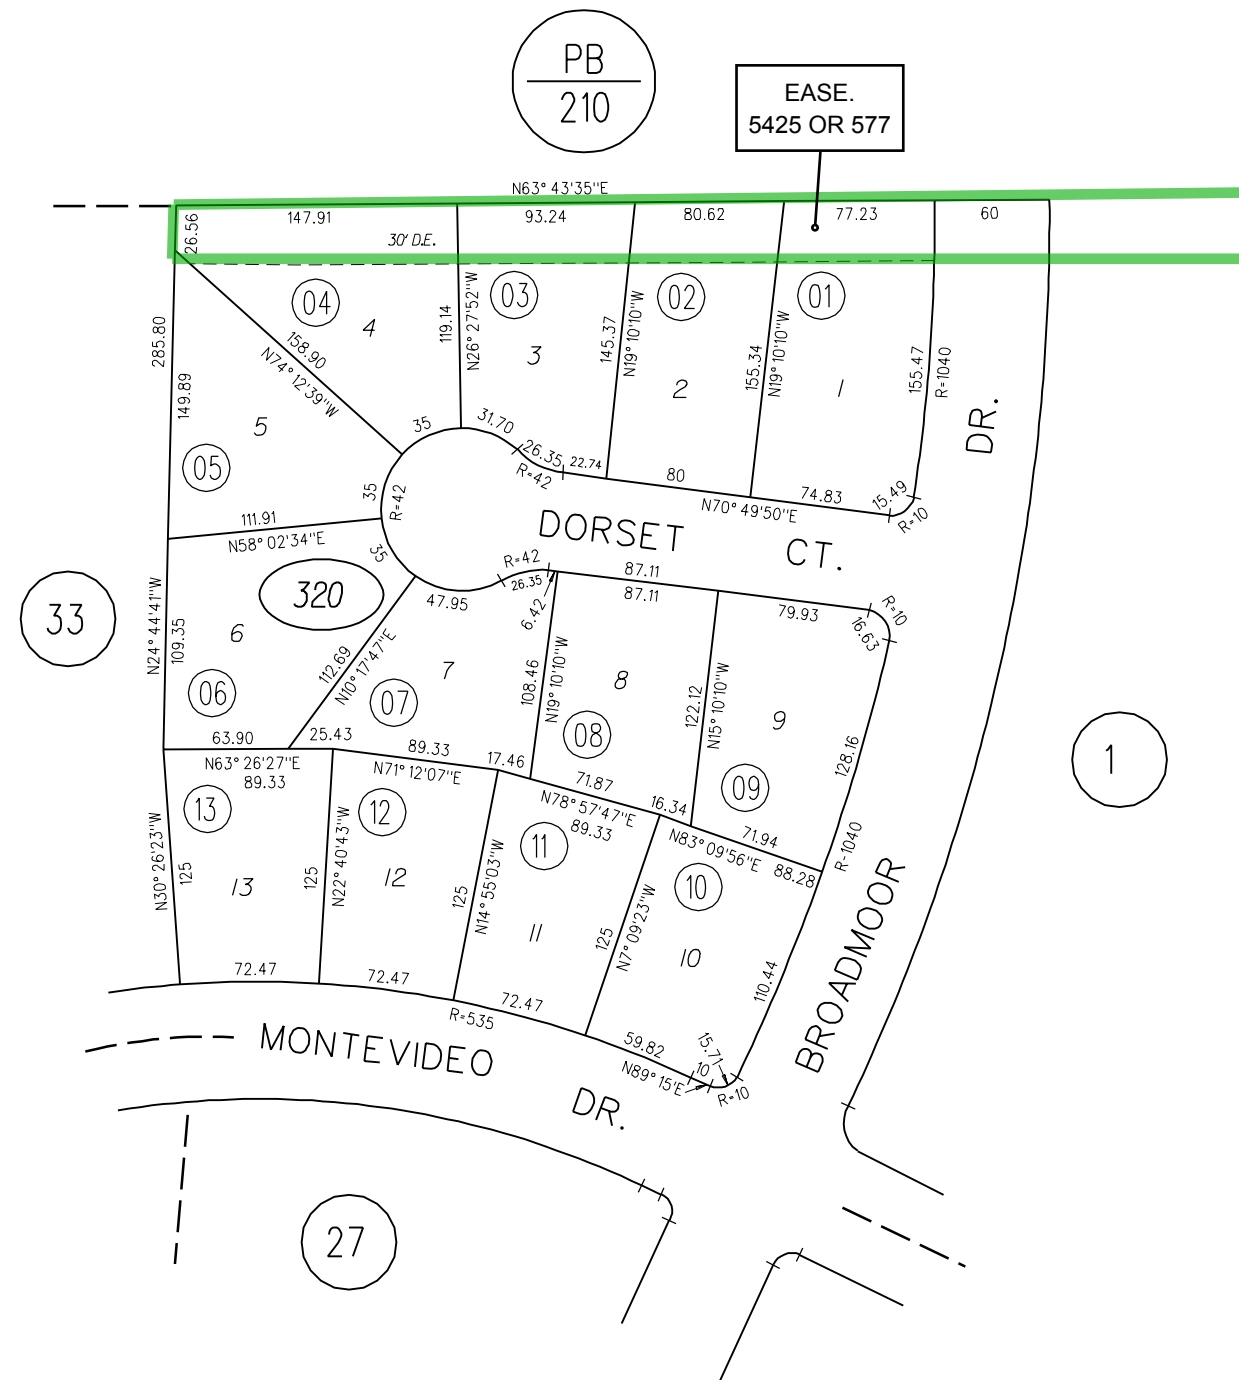 PB
210
EASE.
5425 OR 577
N63° 43'35"E
147.91
93.24
80.62
77.23
60
26.56
30' D.E.
04
4
03
3
02
2
01
1
285.80
149.89
158.90
N74° 12'39"W
119.14
N26° 27'52"W
145.37
N19° 10'10"W
155.34
N19° 10'10"W
155.47
R=1040
DR.
5
05
35
31.70
26.35
R=42
22.74
80
N70° 49'50"E
74.83
15.49
R=10
35
R=42
111.91
N58° 02'34"E
35
DORSET
CT.
320
33
N24° 44'41"W
109.35
6
06
47.95
R=42
26.35
6.42
87.11
87.11
79.93
R=10
16.63
112.69
N10° 17'47"E
7
07
108.46
N19° 10'10"W
8
08
122.12
N15° 10'10"W
9
09
128.16
R=1040
1
63.90
25.43
89.33
17.46
71.87
16.34
71.94
N63° 26'27"E
89.33
N71° 12'07"E
N78° 57'47"E
89.33
N83° 09'56"E
88.28
13
12
11
10
N30° 26'23"W
125
13
125
N22° 40'43"W
12
125
N14° 55'03"W
11
125
N7° 09'23"W
10
110.44
BROADMOOR
72.47
72.47
72.47
R=535
59.82
10
15.71
N89° 15'E
R=10
MONTEVIDEO
DR.
27